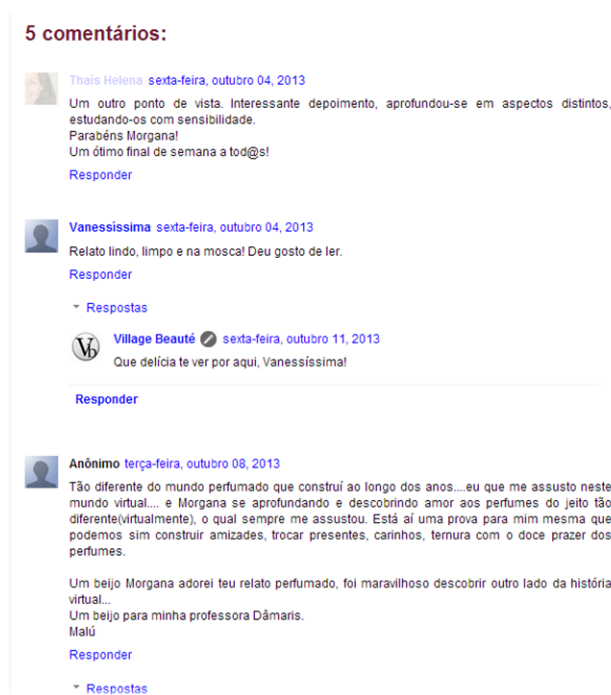 5 comentários:
Thais Helena sexta-feira, outubro 04, 2013
Um outro ponto de vista. Interessante depoimento, aprofundou-se em aspectos distintos,
estudando-os com sensibilidade.
Parabéns Morgana!
Um ótimo final de semana a tod@s!
Responder
Vanessíssima sexta-feira, outubro 04, 2013
Relato lindo, limpo e na mosca! Deu gosto de ler.
Responder
Respostas
Vb
Village Beauté sexta-feira, outubro 11, 2013
Que delícia te ver por aqui, Vanessíssima!
Responder
Anônimo terça-feira, outubro 08, 2013
Tão diferente do mundo perfumado que construí ao longo dos anos....eu que me assusto neste
mundo virtual.... e Morgana se aprofundando e descobrindo amor aos perfumes do jeito tão
diferente(virtualmente), o qual sempre me assustou. Está aí uma prova para mim mesma que
podemos sim construir amizades, trocar presentes, carinhos, ternura com o doce prazer dos
perfumes.
Um beijo Morgana adorei teu relato perfumado, foi maravilhoso descobrir outro lado da história
virtual...
Um beijo para minha professora Dâmaris.
Malú
Responder
Respostas